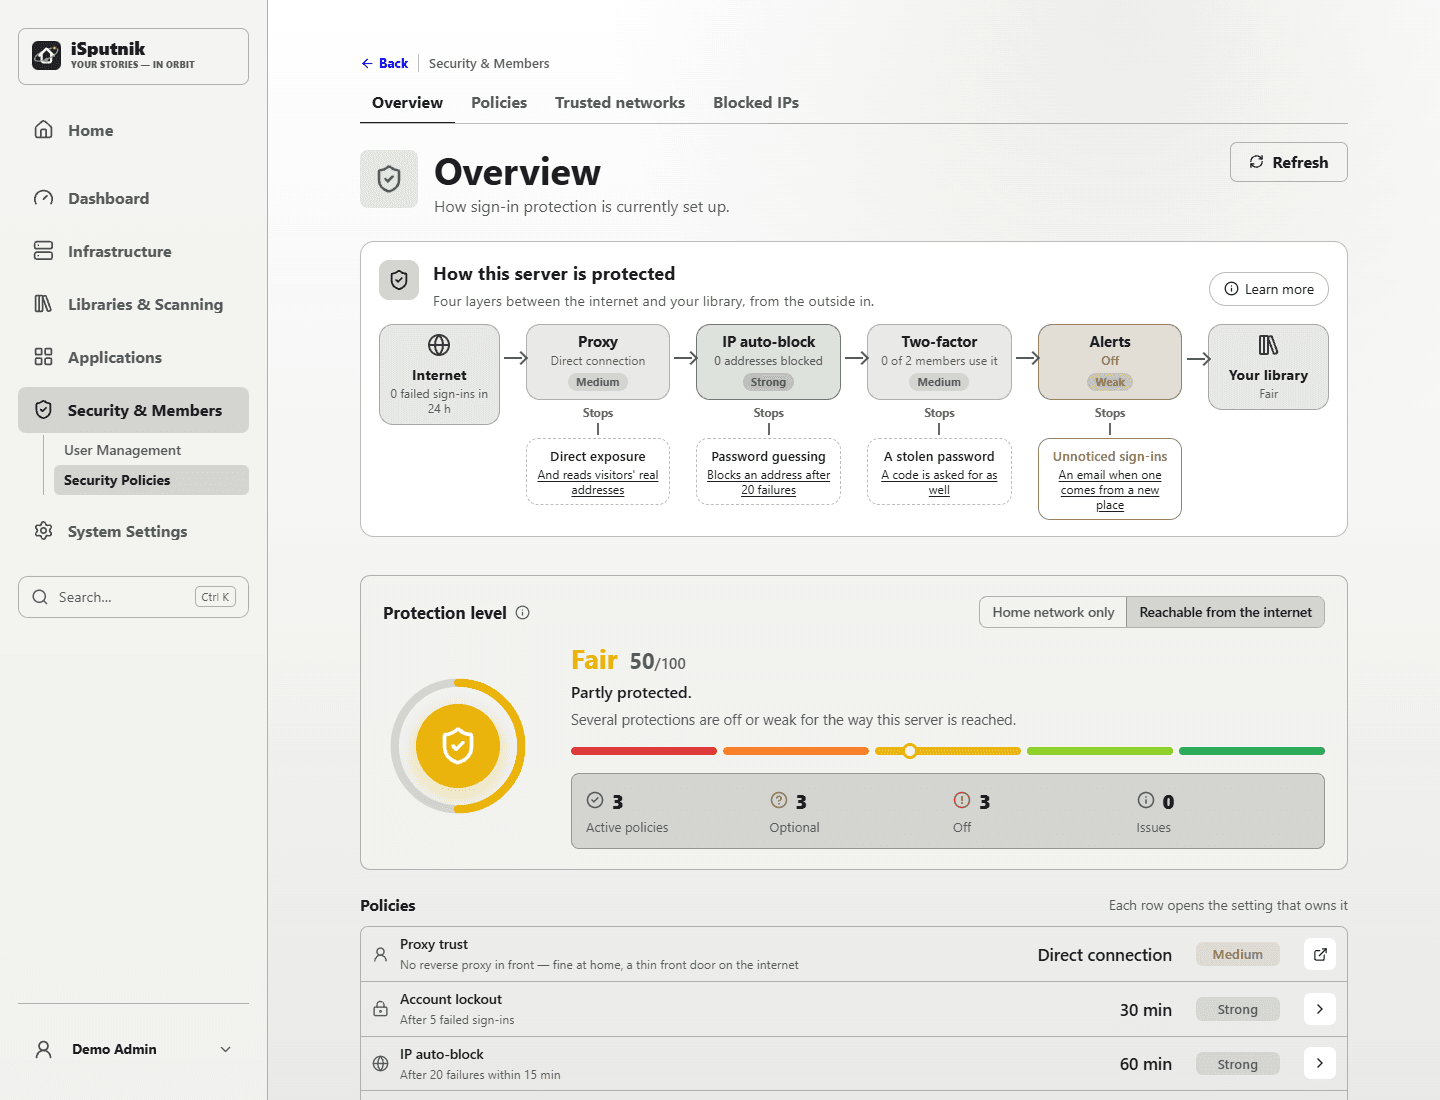 iSputnik
YOUR STORIES — IN ORBIT
Home
Dashboard
Infrastructure
Libraries & Scanning
Applications
Security & Members
User Management
Security Policies
System Settings
Search...
Ctrl K
Demo Admin
Back
Security & Members
Overview
Policies
Trusted networks
Blocked IPs
Overview
How sign-in protection is currently set up.
Refresh
How this server is protected
Four layers between the internet and your library, from the outside in.
Learn more
Internet
0 failed sign-ins in
24 h
Proxy
Direct connection
Medium
Stops
Direct exposure
And reads visitors' real
addresses
IP auto-block
0 addresses blocked
Strong
Stops
Password guessing
Blocks an address after
20 failures
Two-factor
0 of 2 members use it
Medium
Stops
A stolen password
A code is asked for as
well
Alerts
Off
Weak
Stops
Unnoticed sign-ins
An email when one
comes from a new
place
Your library
Fair
Protection level
Home network only
Reachable from the internet
Fair 50/100
Partly protected.
Several protections are off or weak for the way this server is reached.
3
Active policies
3
Optional
3
Off
0
Issues
Policies
Each row opens the setting that owns it
Proxy trust
No reverse proxy in front — fine at home, a thin front door on the internet
Direct connection
Medium
Account lockout
After 5 failed sign-ins
30 min
Strong
IP auto-block
After 20 failures within 15 min
60 min
Strong